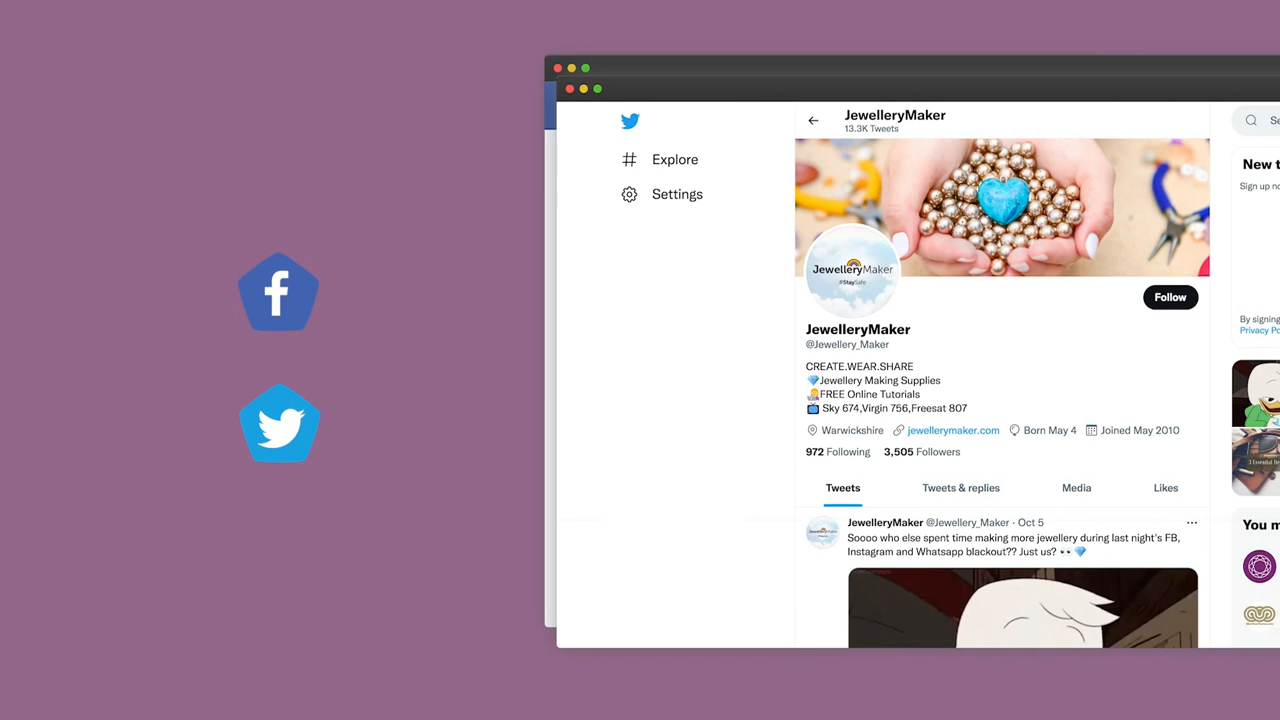 JewelleryMaker
13.3K Tweets
Explore
Settings
Se
New t
Sign up no
JewelleryMaker
#StaySafe
Follow
By signing
Privacy Po
JewelleryMaker
@Jewellery_Maker
CREATE.WEAR.SHARE
💎Jewellery Making Supplies
FREE Online Tutorials
📺 Sky 674,Virgin 756,Freesat 807
Warwickshire jewellerymaker.com Born May 4 Joined May 2010
972 Following 3,505 Followers
Tweets Tweets & replies Media Likes
JewelleryMaker @Jewellery_Maker · Oct 5
Soooo who else spent time making more jewellery during last night's FB,
Instagram and Whatsapp blackout?? Just us? 👀 💎
3 Essential
You m